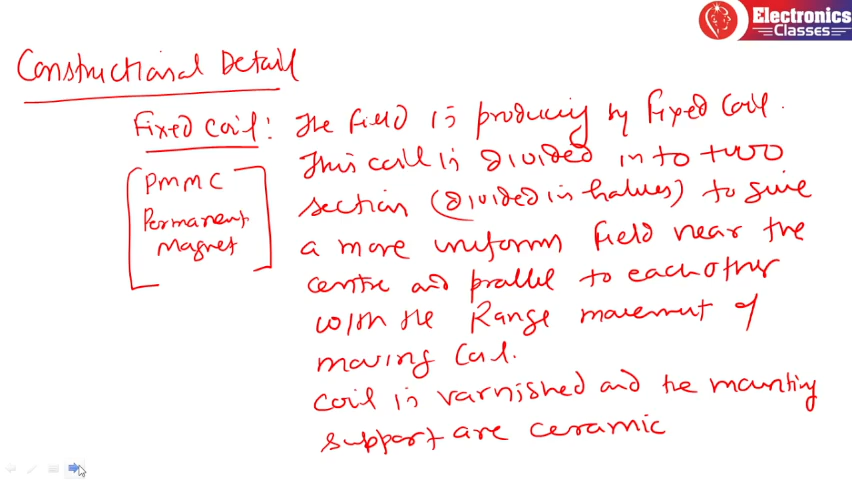 Electronics
Classes
Constructional Detail
Fixed Coil: The field is producing by fixed coil.
This coil is divided in to two
section (divided in halves) to give
a more uniform field near the
centre and prallel to each other
with the Range movement of
moving Coil.
coil is varnished and the mounting
support are ceramic
PMMC
Permanent
Magnet